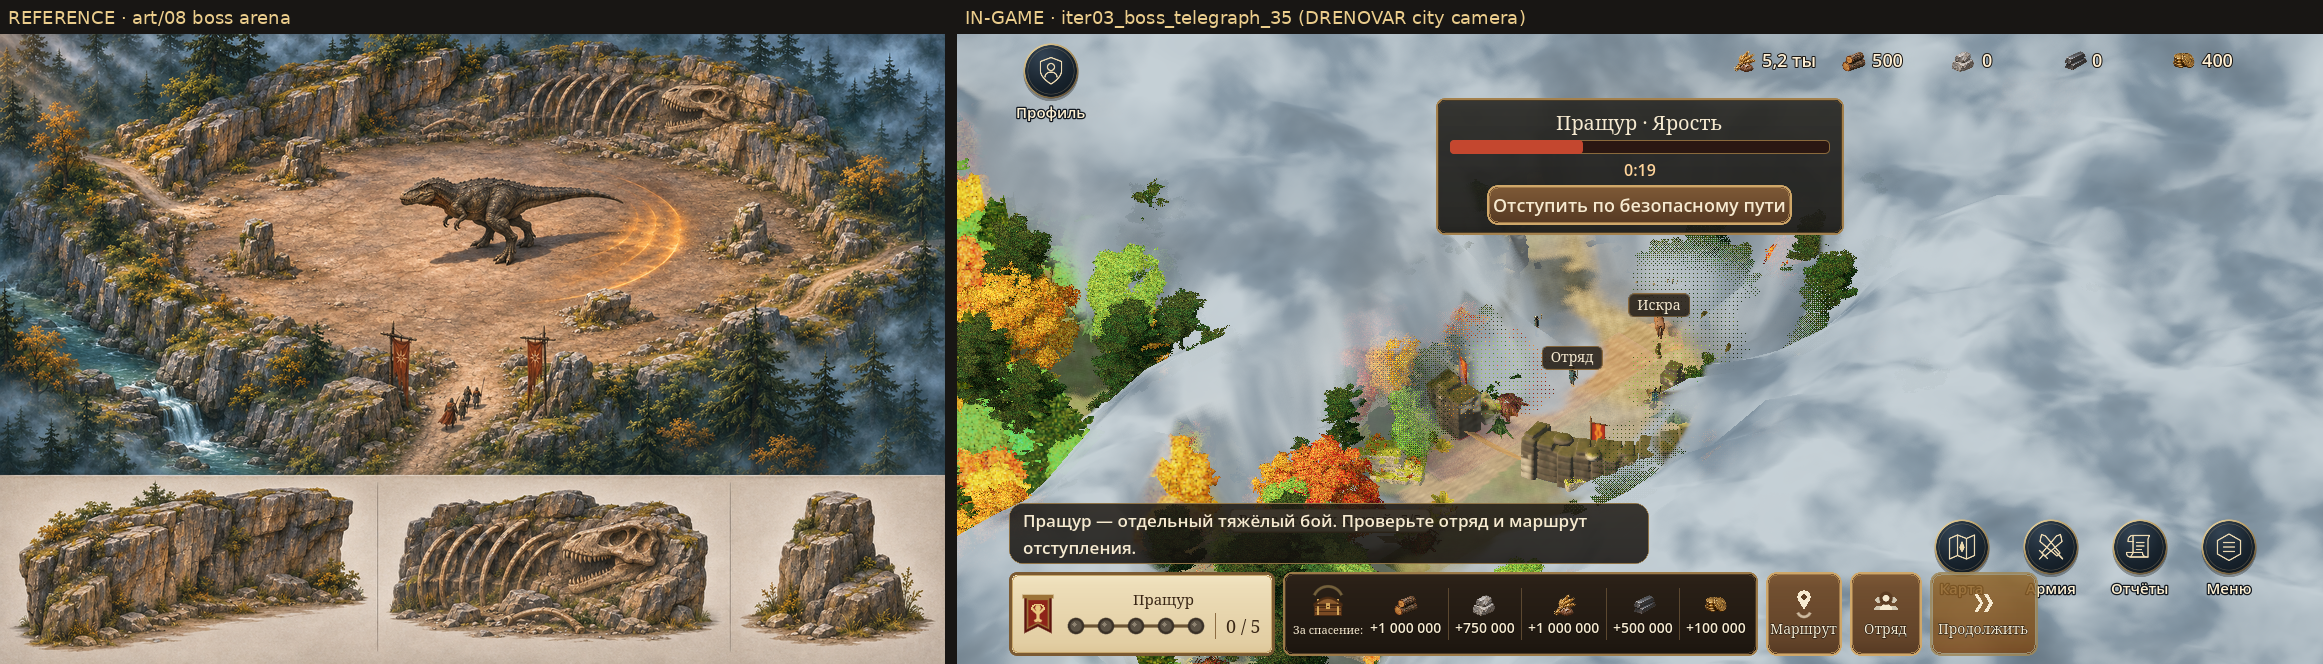 REFERENCE · art/08 boss arena
IN-GAME · iter03_boss_telegraph_35 (DRENOVAR city camera)
Профиль
5,2 ты
500
0
0
400
Пращур · Ярость
0:19
Отступить по безопасному пути
Искра
Отряд
Пращур — отдельный тяжёлый бой. Проверьте отряд и маршрут
отступления.
Карта
Армия
Отчёты
Меню
Пращур
0 / 5
За спасение:
+1 000 000
+750 000
+1 000 000
+500 000
+100 000
Маршрут
Отряд
Продолжить